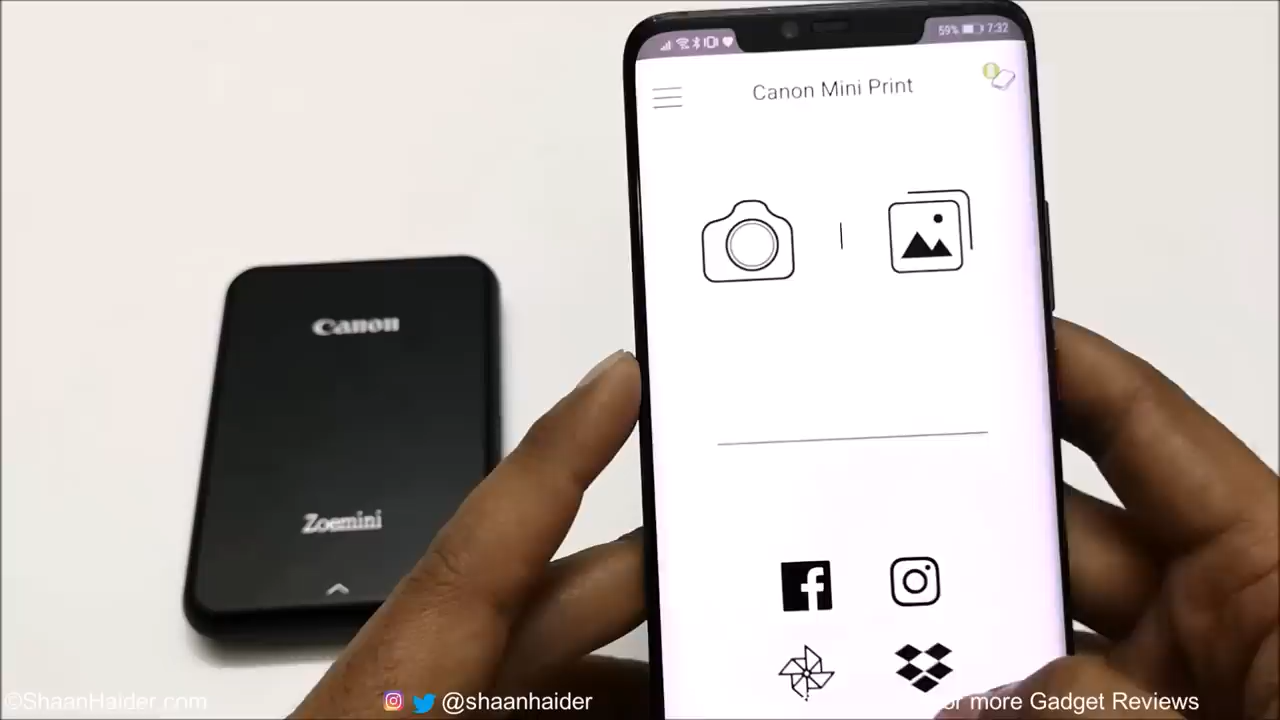 59% 7:32
Canon Mini Print
Canon
Zoemini
©ShaanHaider.com
@shaanhaider
or more Gadget Reviews